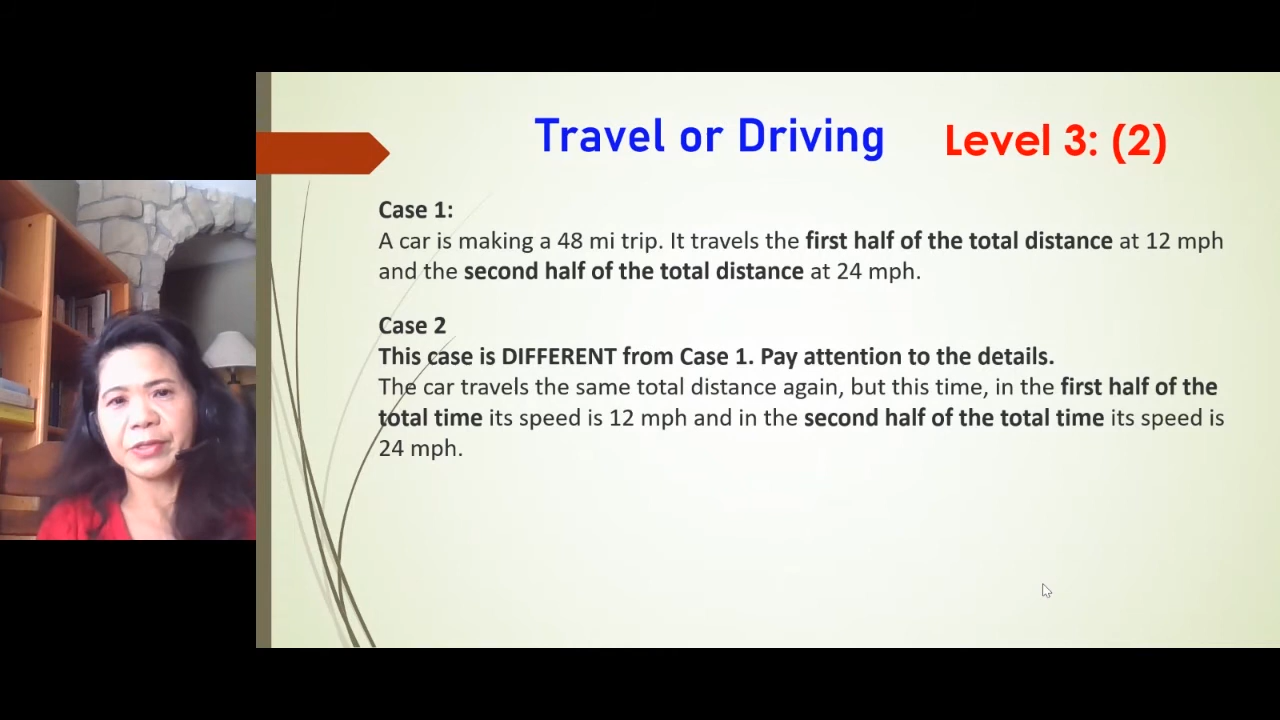 Travel or Driving Level 3: (2)
Case 1:
A car is making a 48 mi trip. It travels the first half of the total distance at 12 mph
and the second half of the total distance at 24 mph.
Case 2
This case is DIFFERENT from Case 1. Pay attention to the details.
The car travels the same total distance again, but this time, in the first half of the
total time its speed is 12 mph and in the second half of the total time its speed is
24 mph.